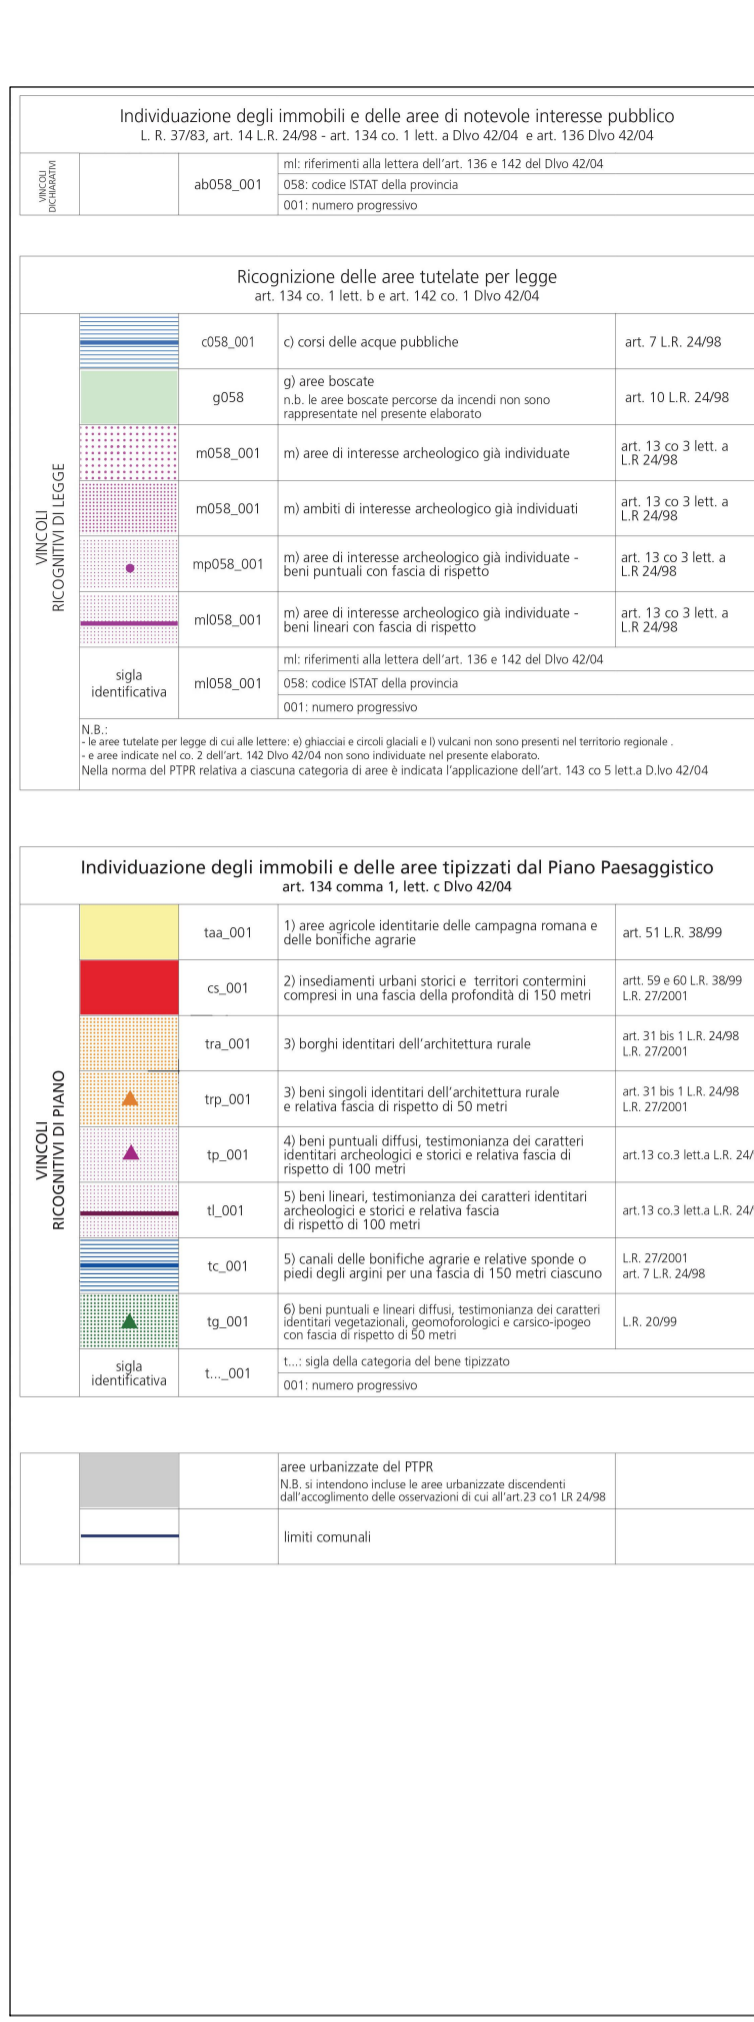 Individuazione degli immobili e delle aree di notevole interesse pubblico
L. R. 37/83, art. 14 L.R. 24/98 - art. 134 co. 1 lett. a Dlvo 42/04 e art. 136 Dlvo 42/04
VINCOLI
DICHIARATIVI
ab058_001
ml: riferimenti alla lettera dell'art. 136 e 142 del Dlvo 42/04
058: codice ISTAT della provincia
001: numero progressivo
Ricognizione delle aree tutelate per legge
art. 134 co. 1 lett. b e art. 142 co. 1 Dlvo 42/04
VINCOLI
RICOGNITIVI DI LEGGE
c058_001
c) corsi delle acque pubbliche
art. 7 L.R. 24/98
g058
g) aree boscate
n.b. le aree boscate percorse da incendi non sono
rappresentate nel presente elaborato
art. 10 L.R. 24/98
m058_001
m) aree di interesse archeologico già individuate
art. 13 co 3 lett. a
L.R 24/98
m058_001
m) ambiti di interesse archeologico già individuati
art. 13 co 3 lett. a
L.R 24/98
mp058_001
m) aree di interesse archeologico già individuate -
beni puntuali con fascia di rispetto
art. 13 co 3 lett. a
L.R 24/98
ml058_001
m) aree di interesse archeologico già individuate -
beni lineari con fascia di rispetto
art. 13 co 3 lett. a
L.R 24/98
sigla
identificativa
ml058_001
ml: riferimenti alla lettera dell'art. 136 e 142 del Dlvo 42/04
058: codice ISTAT della provincia
001: numero progressivo
N.B.:
- le aree tutelate per legge di cui alle lettere: e) ghiacciai e circoli glaciali e l) vulcani non sono presenti nel territorio regionale .
- e aree indicate nel co. 2 dell'art. 142 Dlvo 42/04 non sono individuate nel presente elaborato.
Nella norma del PTPR relativa a ciascuna categoria di aree è indicata l'applicazione dell'art. 143 co 5 lett.a D.lvo 42/04
Individuazione degli immobili e delle aree tipizzati dal Piano Paesaggistico
art. 134 comma 1, lett. c Dlvo 42/04
VINCOLI
RICOGNITIVI DI PIANO
taa_001
1) aree agricole identitarie delle campagna romana e
delle bonifiche agrarie
art. 51 L.R. 38/99
cs_001
2) insediamenti urbani storici e territori contermini
compresi in una fascia della profondità di 150 metri
artt. 59 e 60 L.R. 38/99
L.R. 27/2001
tra_001
3) borghi identitari dell'architettura rurale
art. 31 bis 1 L.R. 24/98
L.R. 27/2001
trp_001
3) beni singoli identitari dell'architettura rurale
e relativa fascia di rispetto di 50 metri
art. 31 bis 1 L.R. 24/98
L.R. 27/2001
tp_001
4) beni puntuali diffusi, testimonianza dei caratteri
identitari archeologici e storici e relativa fascia di
rispetto di 100 metri
art.13 co.3 lett.a L.R. 24/
tl_001
5) beni lineari, testimonianza dei caratteri identitari
archeologici e storici e relativa fascia
di rispetto di 100 metri
art.13 co.3 lett.a L.R. 24/
tc_001
5) canali delle bonifiche agrarie e relative sponde o
piedi degli argini per una fascia di 150 metri ciascuno
L.R. 27/2001
art. 7 L.R. 24/98
tg_001
6) beni puntuali e lineari diffusi, testimonianza dei caratteri
identitari vegetazionali, geomoforologici e carsico-ipogeo
con fascia di rispetto di 50 metri
L.R. 20/99
sigla
identificativa
t..._001
t...: sigla della categoria del bene tipizzato
001: numero progressivo
aree urbanizzate del PTPR
N.B. si intendono incluse le aree urbanizzate discendenti
dall'accoglimento delle osservazioni di cui all'art.23 co1 LR 24/98
limiti comunali